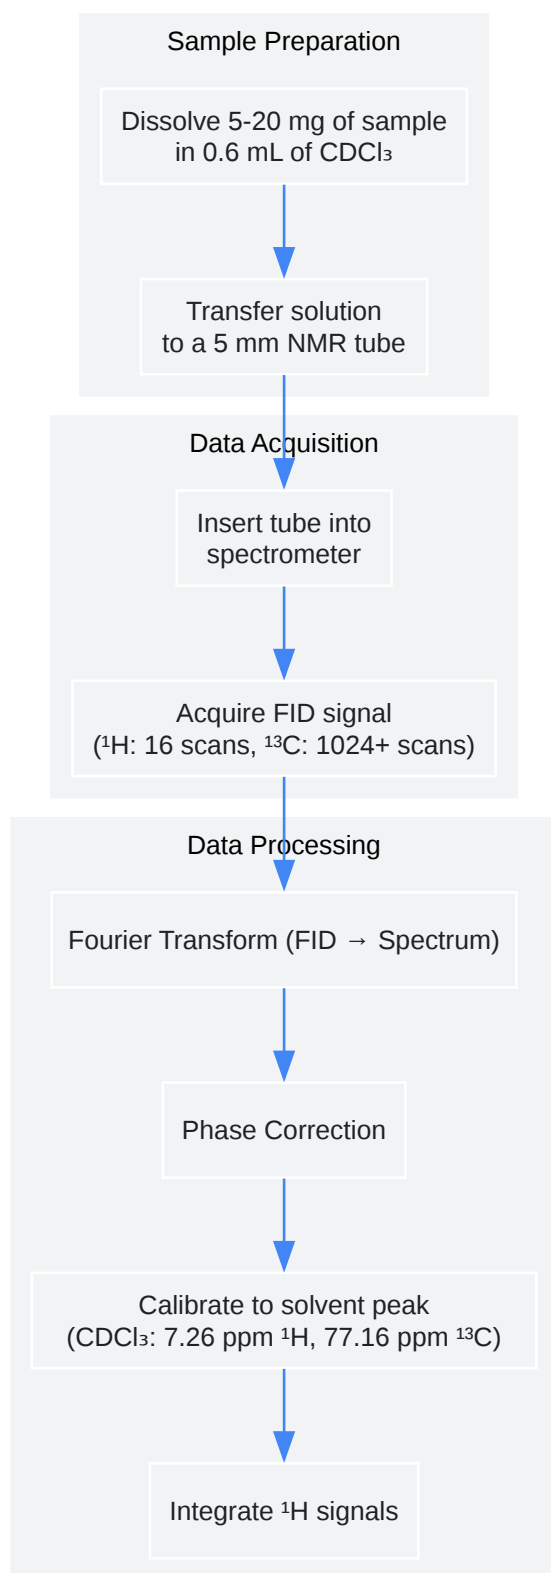 Sample Preparation
Dissolve 5-20 mg of sample
in 0.6 mL of CDCl₃
Transfer solution
to a 5 mm NMR tube
Data Acquisition
Insert tube into
spectrometer
Acquire FID signal
(¹H: 16 scans, ¹³C: 1024+ scans)
Data Processing
Fourier Transform (FID → Spectrum)
Phase Correction
Calibrate to solvent peak
(CDCl₃: 7.26 ppm ¹H, 77.16 ppm ¹³C)
Integrate ¹H signals